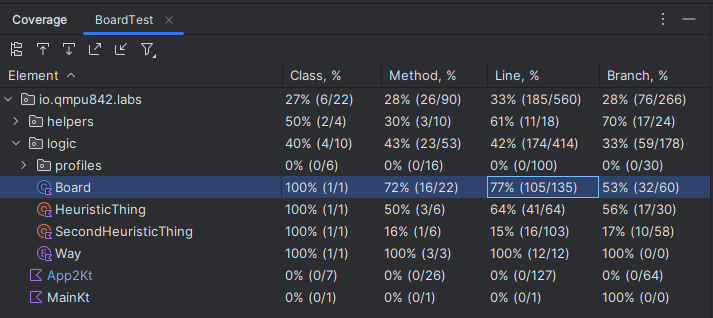 Coverage BoardTest
Element Class, % Method, % Line, % Branch, %
io.qmpu842.labs 27% (6/22) 28% (26/90) 33% (185/560) 28% (76/266)
helpers 50% (2/4) 30% (3/10) 61% (11/18) 70% (17/24)
logic 40% (4/10) 43% (23/53) 42% (174/414) 33% (59/178)
profiles 0% (0/6) 0% (0/16) 0% (0/100) 0% (0/30)
Board 100% (1/1) 72% (16/22) 77% (105/135) 53% (32/60)
HeuristicThing 100% (1/1) 50% (3/6) 64% (41/64) 56% (17/30)
SecondHeuristicThing 100% (1/1) 16% (1/6) 15% (16/103) 17% (10/58)
Way 100% (1/1) 100% (3/3) 100% (12/12) 100% (0/0)
App2Kt 0% (0/7) 0% (0/26) 0% (0/127) 0% (0/64)
MainKt 0% (0/1) 0% (0/1) 0% (0/1) 100% (0/0)